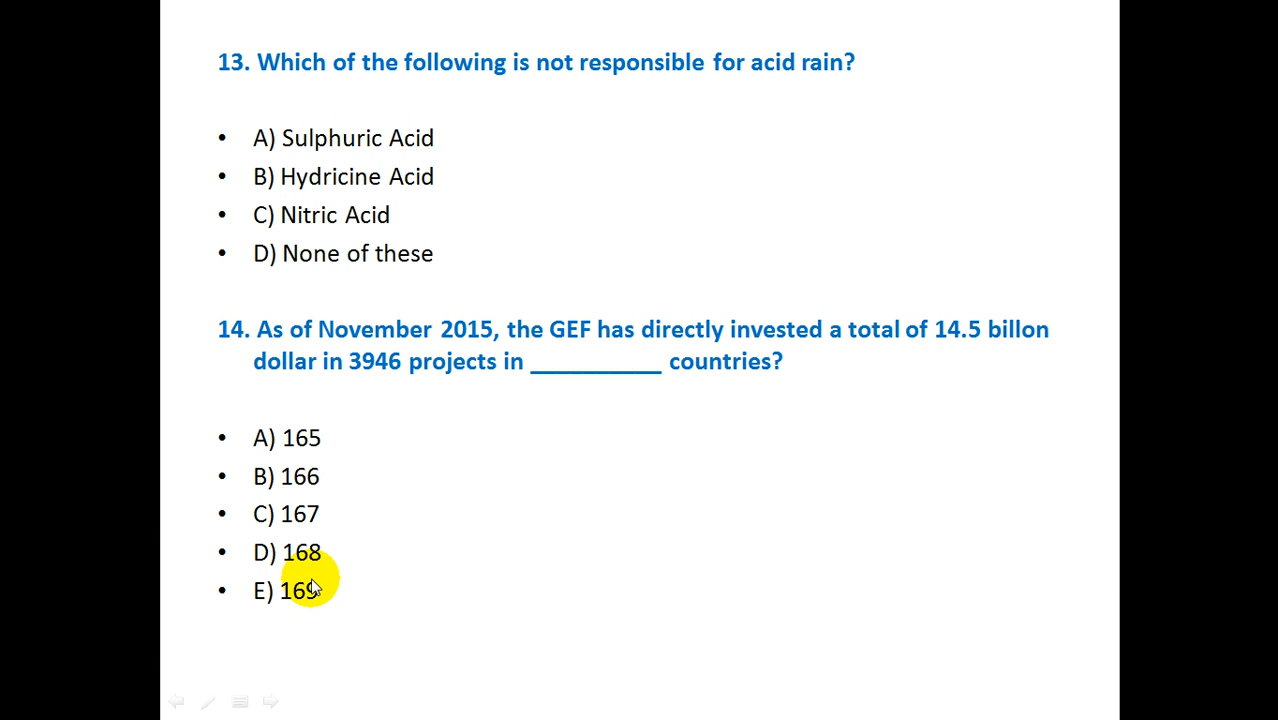 13. Which of the following is not responsible for acid rain?
• A) Sulphuric Acid
• B) Hydricine Acid
• C) Nitric Acid
• D) None of these
14. As of November 2015, the GEF has directly invested a total of 14.5 billon
dollar in 3946 projects in __________ countries?
• A) 165
• B) 166
• C) 167
• D) 168
• E) 169